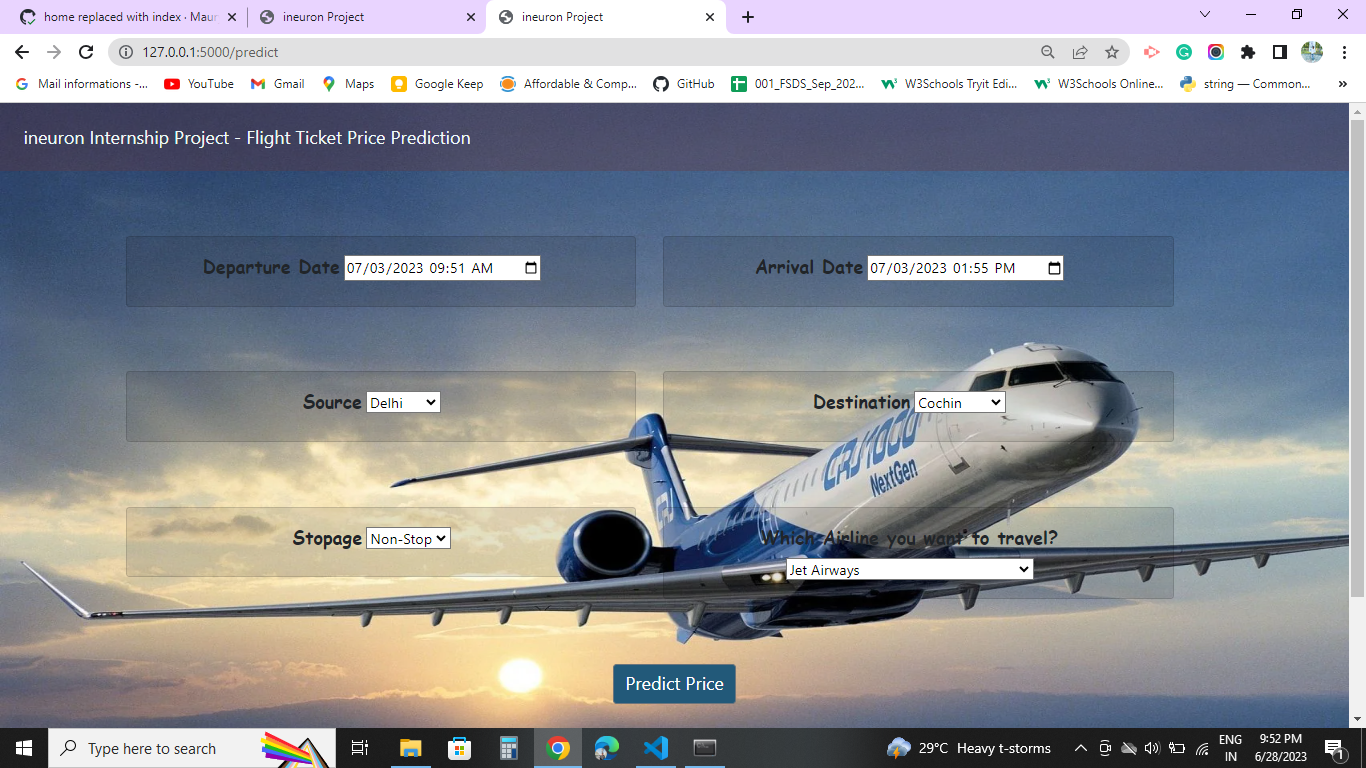 home replaced with index · Maur
ineuron Project
ineuron Project
127.0.0.1:5000/predict
Mail informations -...
YouTube
Gmail
Maps
Google Keep
Affordable & Comp...
GitHub
001_FSDS_Sep_202...
W3Schools Tryit Edi...
W3Schools Online...
string — Common...
ineuron Internship Project - Flight Ticket Price Prediction
Departure Date 07/03/2023 09:51 AM
Arrival Date 07/03/2023 01:55 PM
Source Delhi
Destination Cochin
CRJ1000
NextGen
Stopage Non-Stop
Which Airline you want to travel?
Jet Airways
Predict Price
Type here to search
29°C Heavy t-storms
ENG
IN
9:52 PM
6/28/2023
1